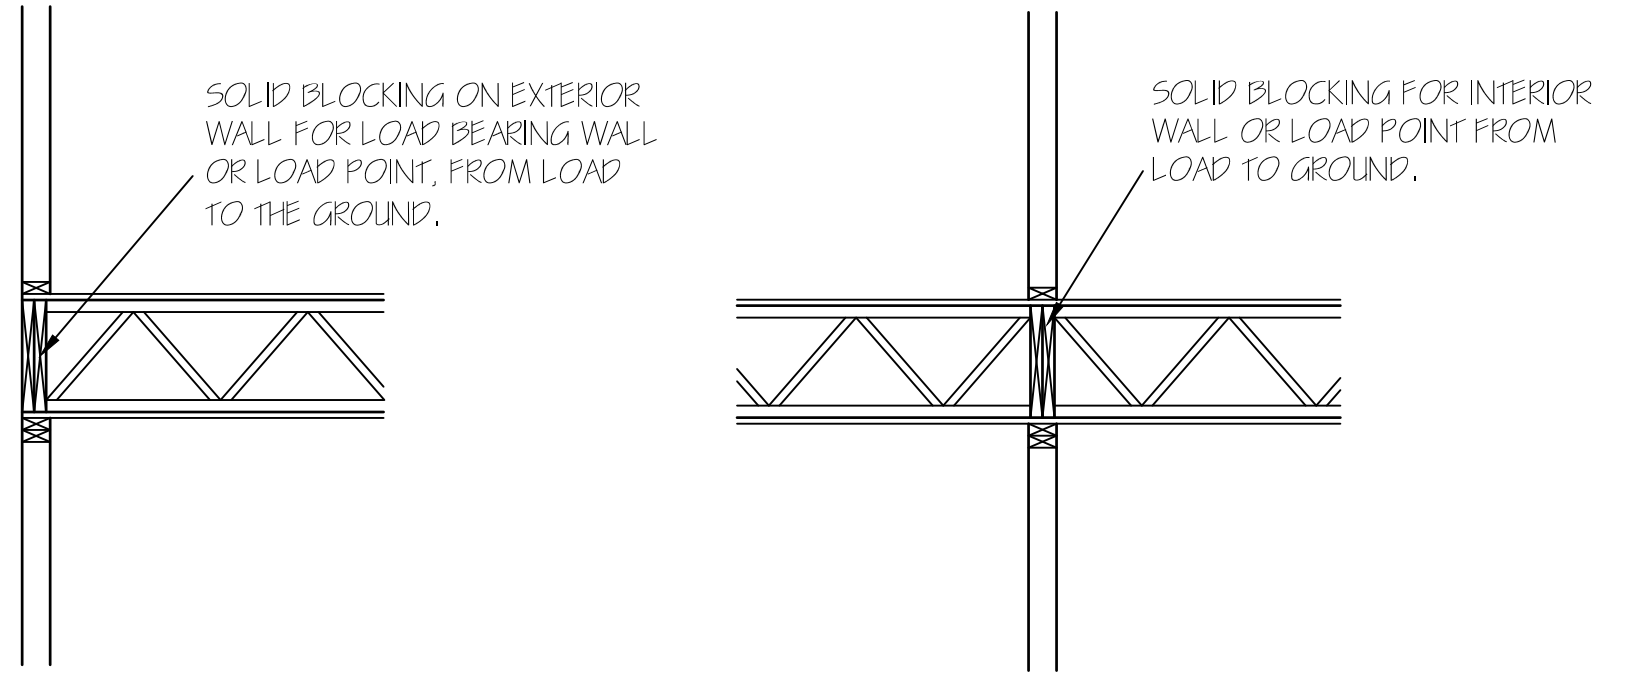 SOLID BLOCKING ON EXTERIOR
WALL FOR LOAD BEARING WALL
OR LOAD POINT, FROM LOAD
TO THE GROUND.
SOLID BLOCKING FOR INTERIOR
WALL OR LOAD POINT FROM
LOAD TO GROUND.